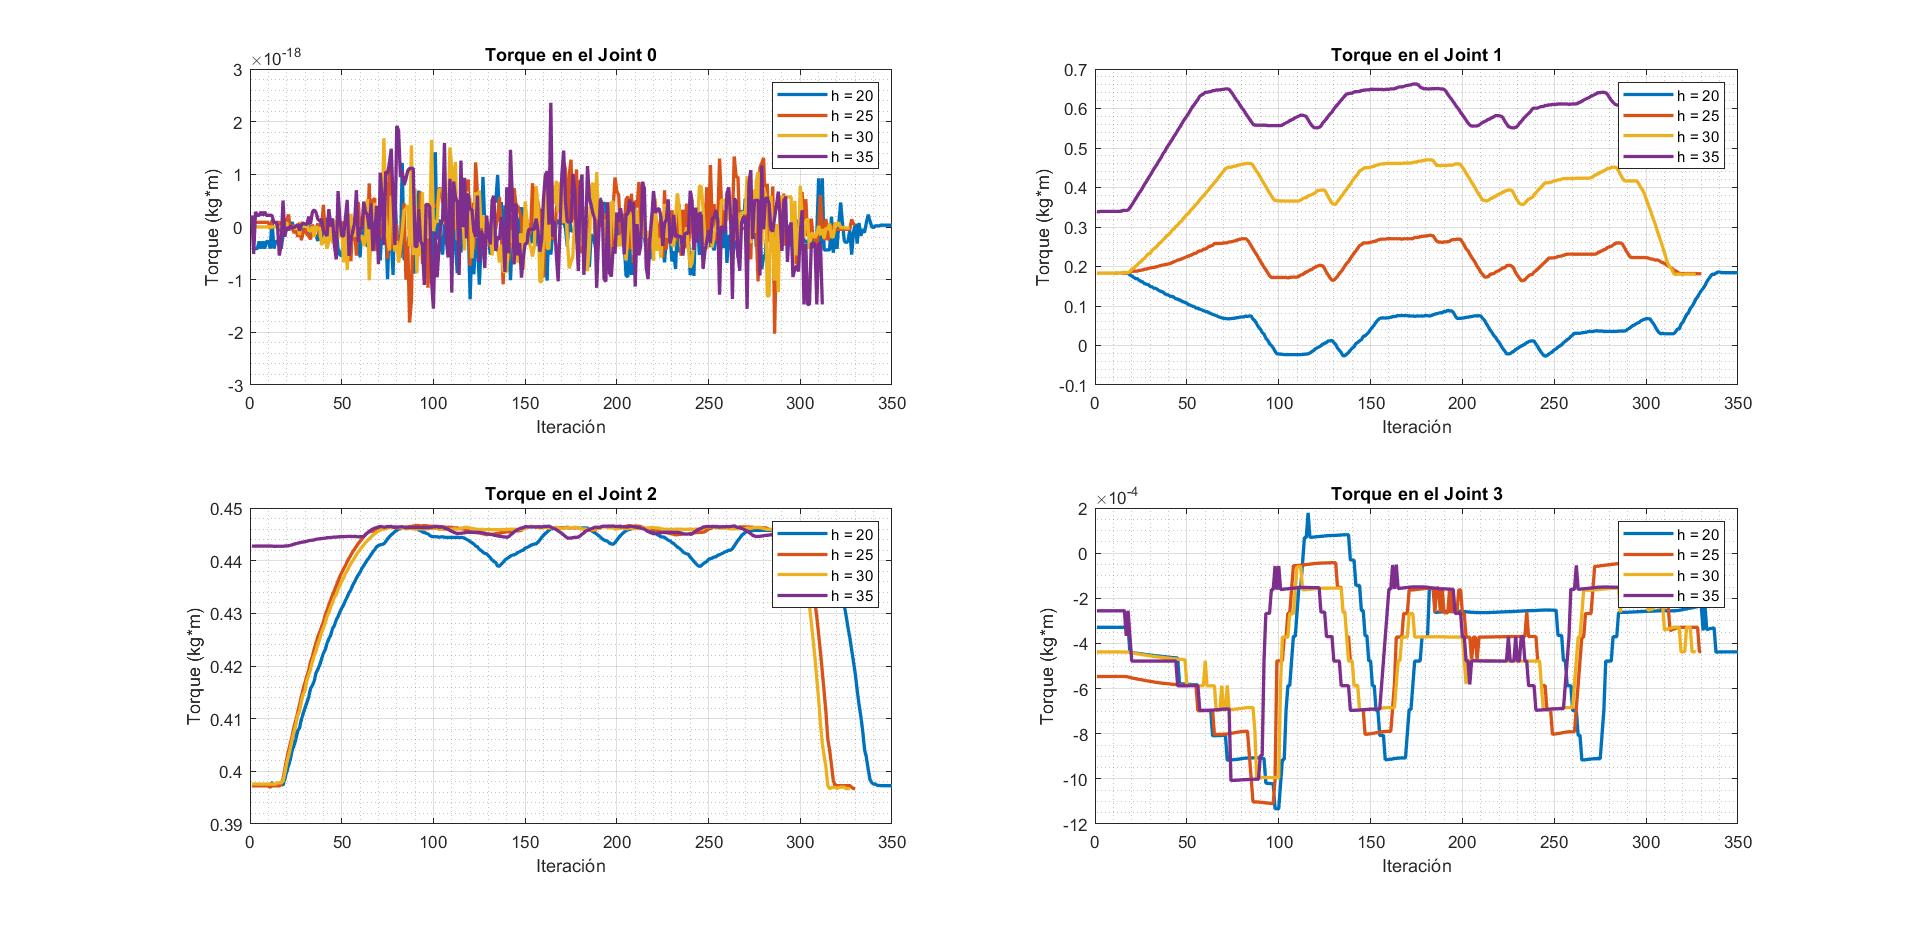 Torque en el Joint 0
×10-18
3
2
1
0
-1
-2
-3
0 50 100 150 200 250 300 350
Torque (kg*m)
Iteración
h = 20
h = 25
h = 30
h = 35
Torque en el Joint 1
0.7
0.6
0.5
0.4
0.3
0.2
0.1
0
-0.1
0 50 100 150 200 250 300 350
Torque (kg*m)
Iteración
h = 20
h = 25
h = 30
h = 35
Torque en el Joint 2
0.45
0.44
0.43
0.42
0.41
0.4
0.39
0 50 100 150 200 250 300 350
Torque (kg*m)
Iteración
h = 20
h = 25
h = 30
h = 35
Torque en el Joint 3
×10-4
2
0
-2
-4
-6
-8
-10
-12
0 50 100 150 200 250 300 350
Torque (kg*m)
Iteración
h = 20
h = 25
h = 30
h = 35